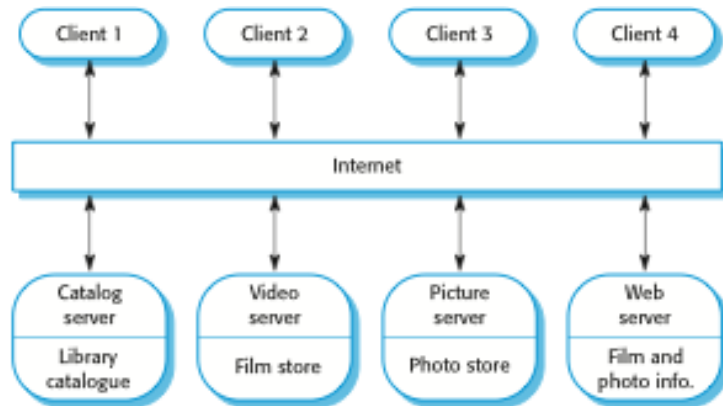 Client 1
Client 2
Client 3
Client 4
Internet
Catalog
server
Library
catalogue
Video
server
Film store
Picture
server
Photo store
Web
server
Film and
photo info.